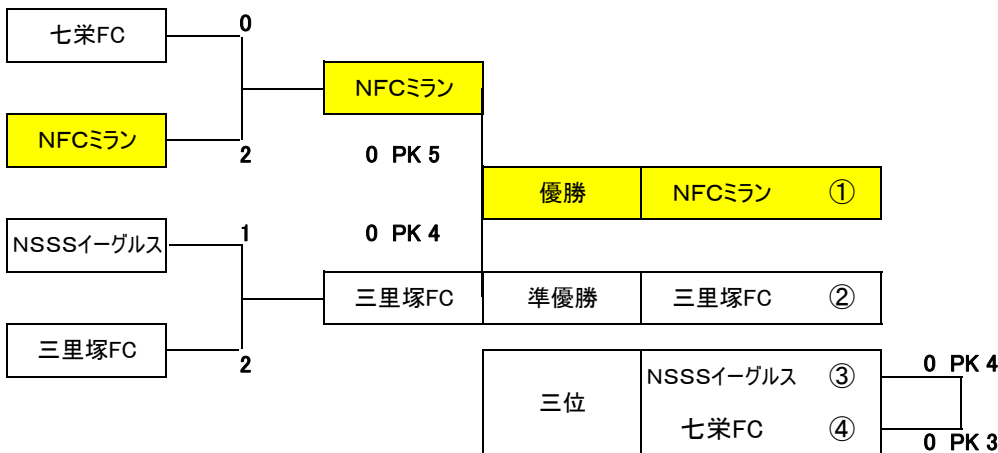 七栄FC
0
NFCミラン
2
NFCミラン
0 PK 5
優勝 NFCミラン ①
NSSSイーグルス
1
0 PK 4
三里塚FC 準優勝 三里塚FC ②
三里塚FC
2
三位
NSSSイーグルス ③ 0 PK 4
七栄FC ④ 0 PK 3